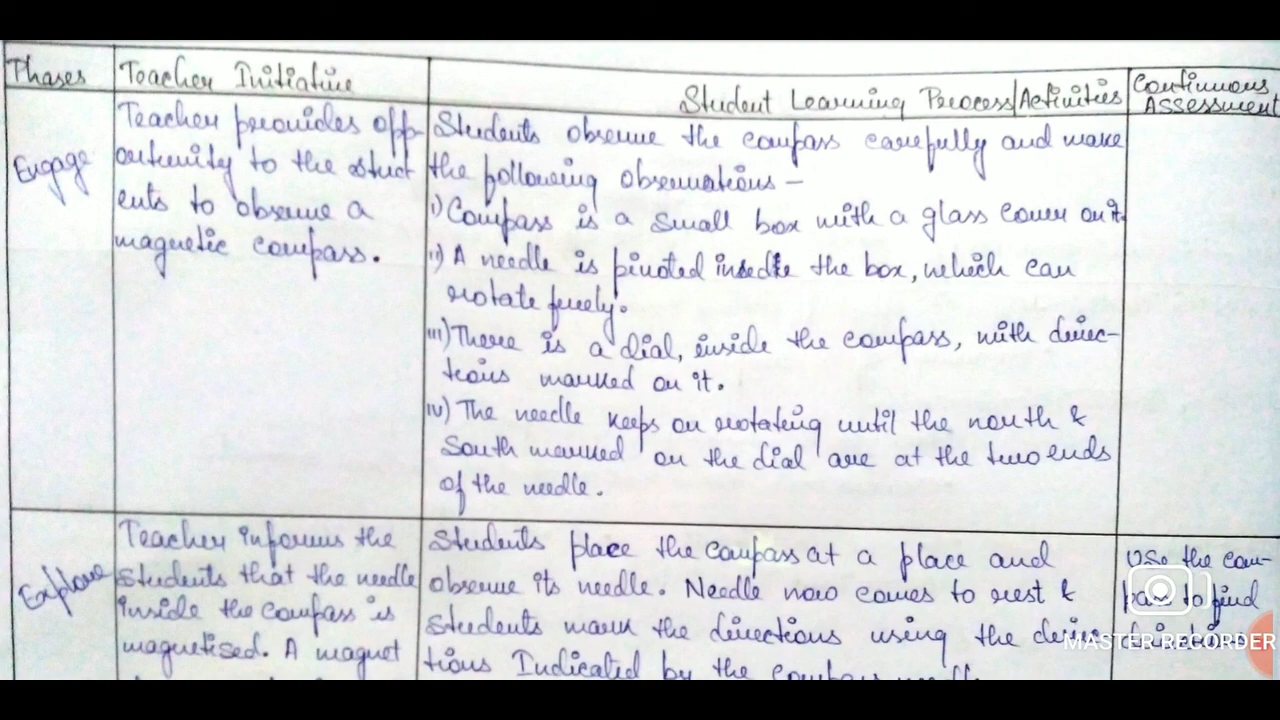 Phases
Teacher Initiative
Student Learning Process/Activities
Continuous
Assessment
Engage
Teacher provides opp-
ortunity to the stud
ents to observe a
magnetic compass.
Students observe the compass carefully and make
the following observations –
i) Compass is a small box with a glass cover on it.
ii) A needle is pivoted inside the box, which can
rotate freely.
iii) There is a dial, inside the compass, with direc-
tions marked on it.
iv) The needle keeps on rotating until the north &
South marked on the dial are at the two ends
of the needle.
Explore
Teacher informs the
students that the needle
inside the compass is
magnetised. A magnet
Students place the compass at a place and
observe its needle. Needle now comes to rest &
students mark the directions using the direc-
tions Indicated by the compass
Use the com-
pass to find
directions
MASTER RECORDER